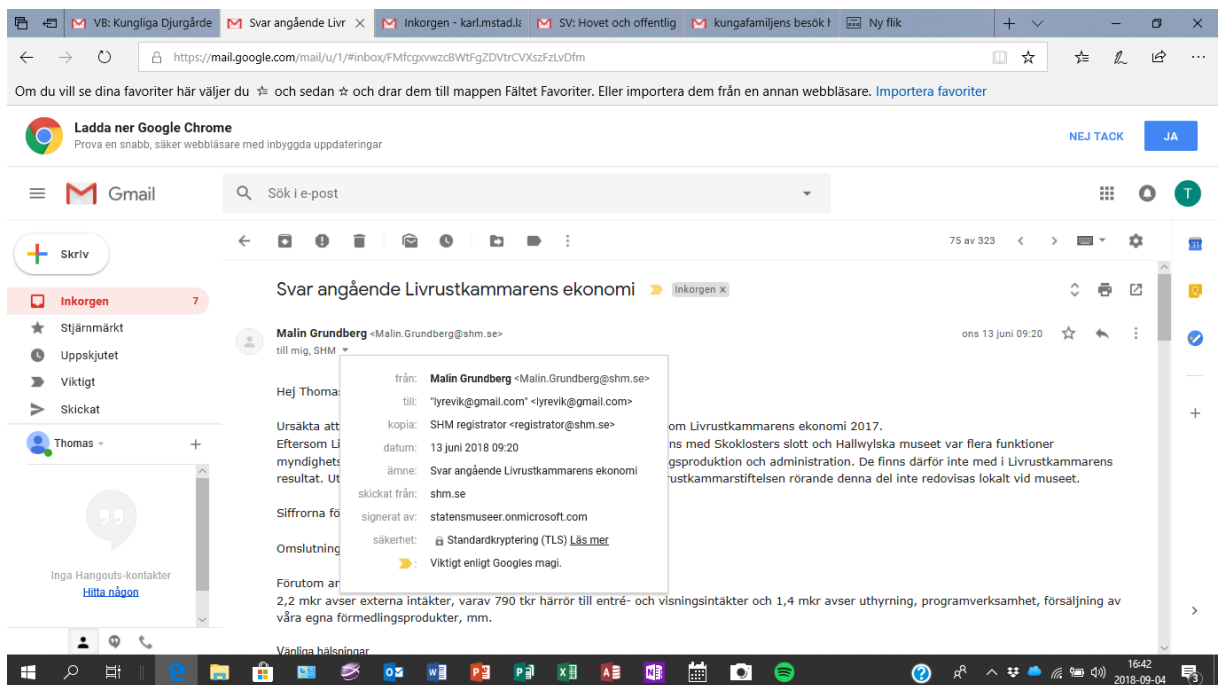 VB: Kungliga Djurgårde
Svar angående Livr
Inkorgen - karl.mstad.la
SV: Hovet och offentlig
kungafamiljens besök h
Ny flik
https://mail.google.com/mail/u/1/#inbox/FMfcgxvwzcBWtFgZDVtrCVXszFzLvDfm
Om du vill se dina favoriter här väljer du och sedan och drar dem till mappen Fältet Favoriter. Eller importera dem från en annan webbläsare. Importera favoriter
Ladda ner Google Chrome
Prova en snabb, säker webbläsare med inbyggda uppdateringar
NEJ TACK
JA
Gmail
Sök i e-post
T
Skriv
75 av 323
31
Svar angående Livrustkammarens ekonomi
Inkorgen x
Inkorgen 7
Stjärnmärkt
Uppskjutet
Viktigt
Skickat
Thomas
Inga Hangouts-kontakter
Hitta någon
Malin Grundberg <Malin.Grundberg@shm.se>
ons 13 juni 09:20
till mig, SHM
från: Malin Grundberg <Malin.Grundberg@shm.se>
till: "lyrevik@gmail.com" <lyrevik@gmail.com>
kopia: SHM registrator <registrator@shm.se>
datum: 13 juni 2018 09:20
ämne: Svar angående Livrustkammarens ekonomi
skickat från: shm.se
signerat av: statensmuseer.onmicrosoft.com
säkerhet: Standardkryptering (TLS) Läs mer
: Viktigt enligt Googles magi.
Hej Thoma
Ursäkta att om Livrustkammarens ekonomi 2017.
Eftersom Li ns med Skoklosters slott och Hallwylska museet var flera funktioner
myndighets gsproduktion och administration. De finns därför inte med i Livrustkammarens
resultat. Ut ustkammarstiftelsen rörande denna del inte redovisas lokalt vid museet.
Siffrorna fö
Omslutning
Förutom an
2,2 mkr avser externa intäkter, varav 790 tkr härrör till entré- och visningsintäkter och 1,4 mkr avser uthyrning, programverksamhet, försäljning av
våra egna förmedlingsprodukter, mm.
Vänliga hälsningar
16:42
2018-09-04
3